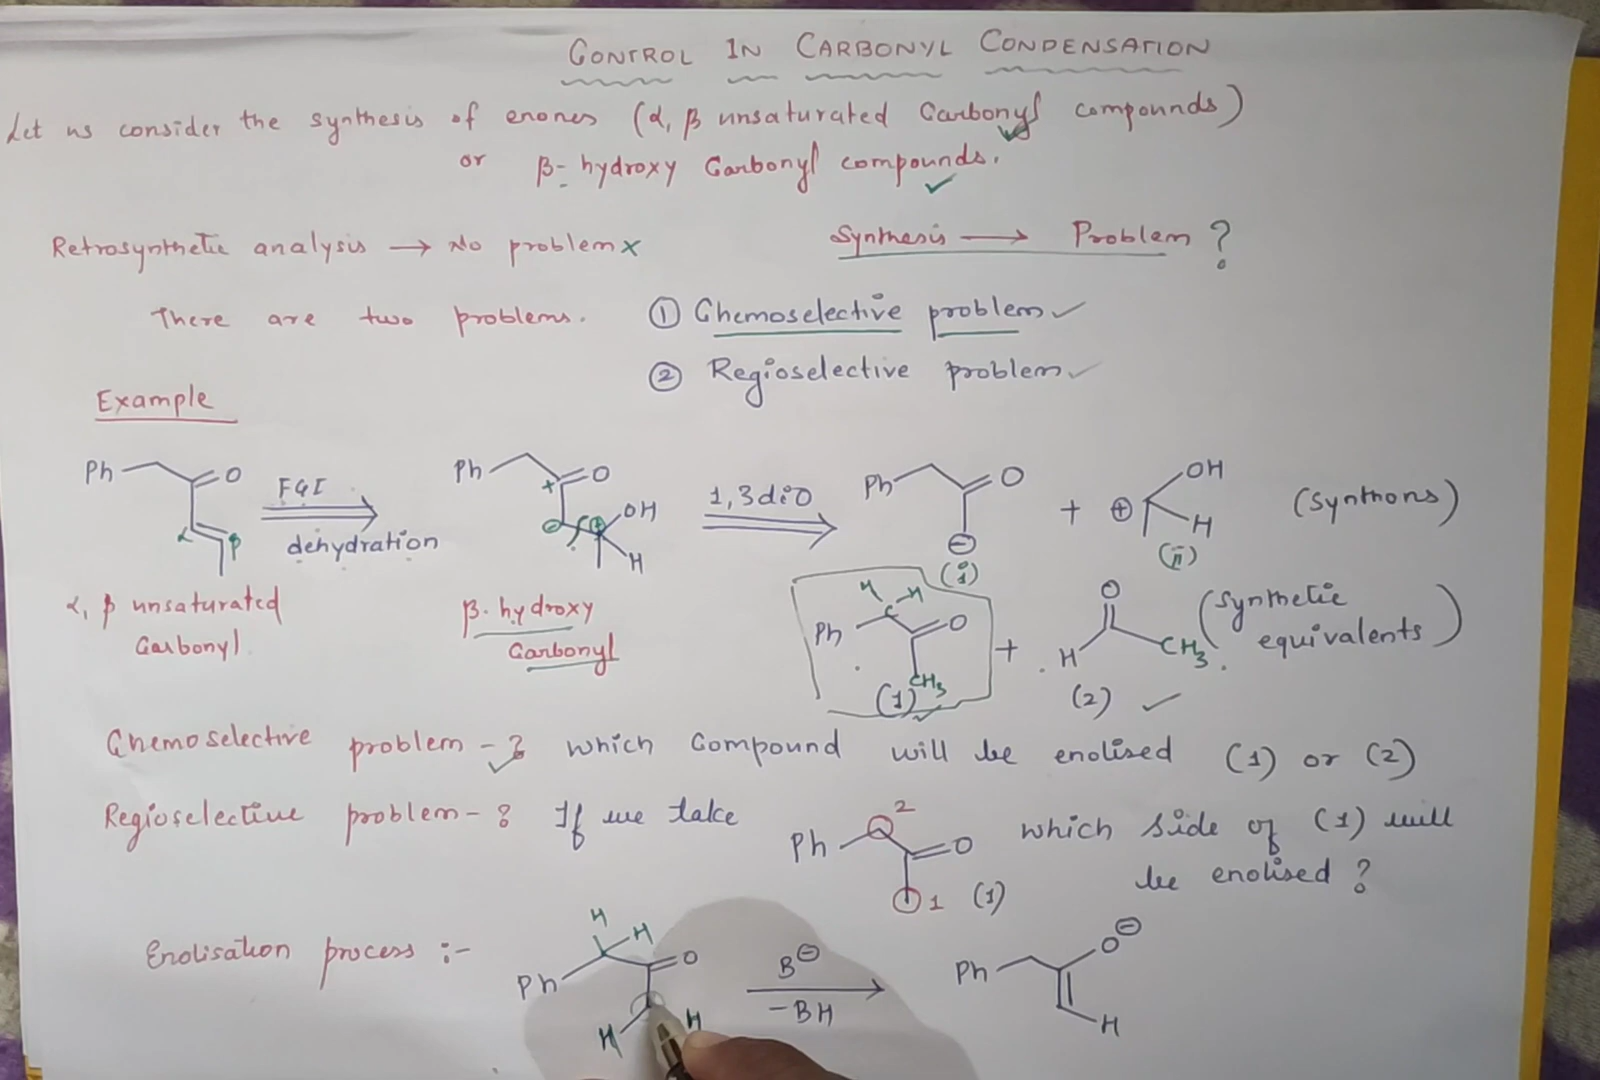 CONTROL IN CARBONYL CONDENSATION
Let us consider the synthesis of enones (α, β unsaturated Carbonyl compounds)
or β- hydroxy Carbonyl compounds.
Retrosynthetic analysis → No problem x
Synthesis → Problem ?
There are two problems. ① Chemoselective problem ✓
② Regioselective problem ✓
Example
Ph O α β FGI dehydration Ph O OH H 1,3 diO Ph O ⊖ (i) + ⊕ OH H (ii) (Synthons)
α, β unsaturated Carbonyl
β- hydroxy Carbonyl
Ph H C H O CH3 (1) + H O CH3 (2) ✓ (Synthetic equivalents)
Chemoselective problem - ? which compound will be enolised (1) or (2)
Regioselective problem - ? If we take Ph 2 O 1 (1) which side of (1) will
be enolised ?
Enolisation process :- Ph H H O H H B⊖ -BH Ph O⊖ H